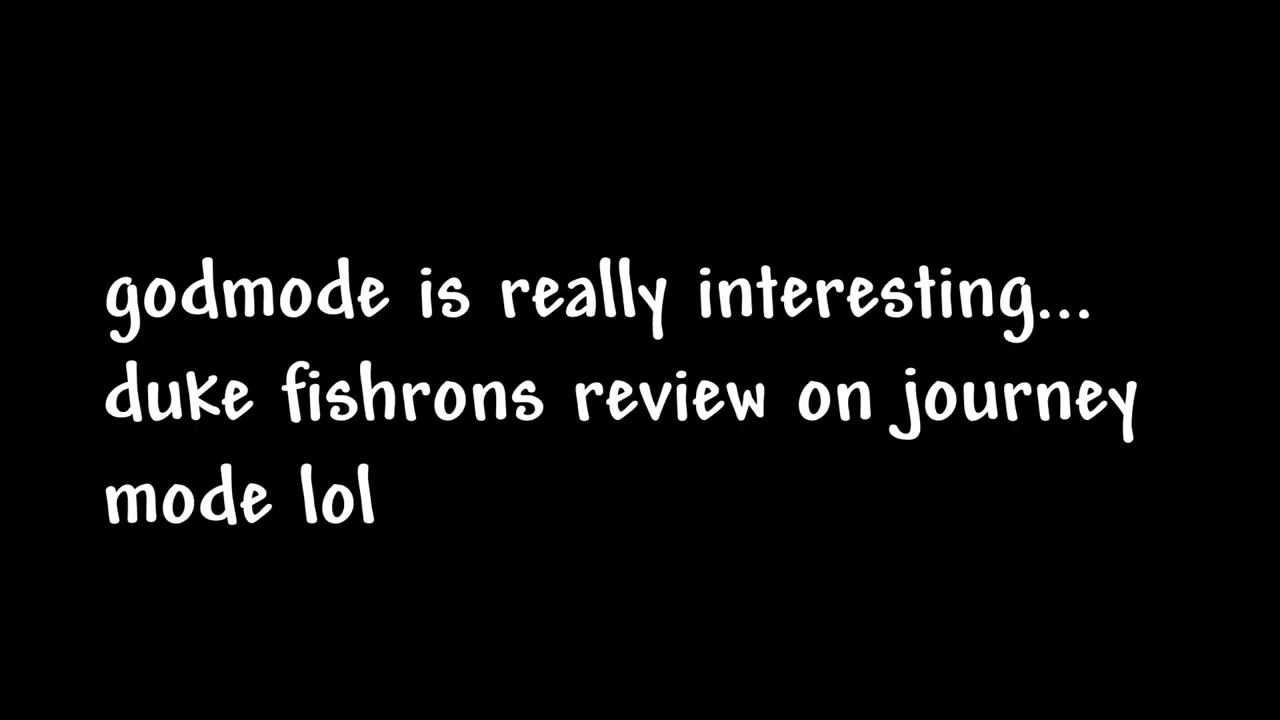 godmode is really interesting...
duke fishrons review on journey
mode lol